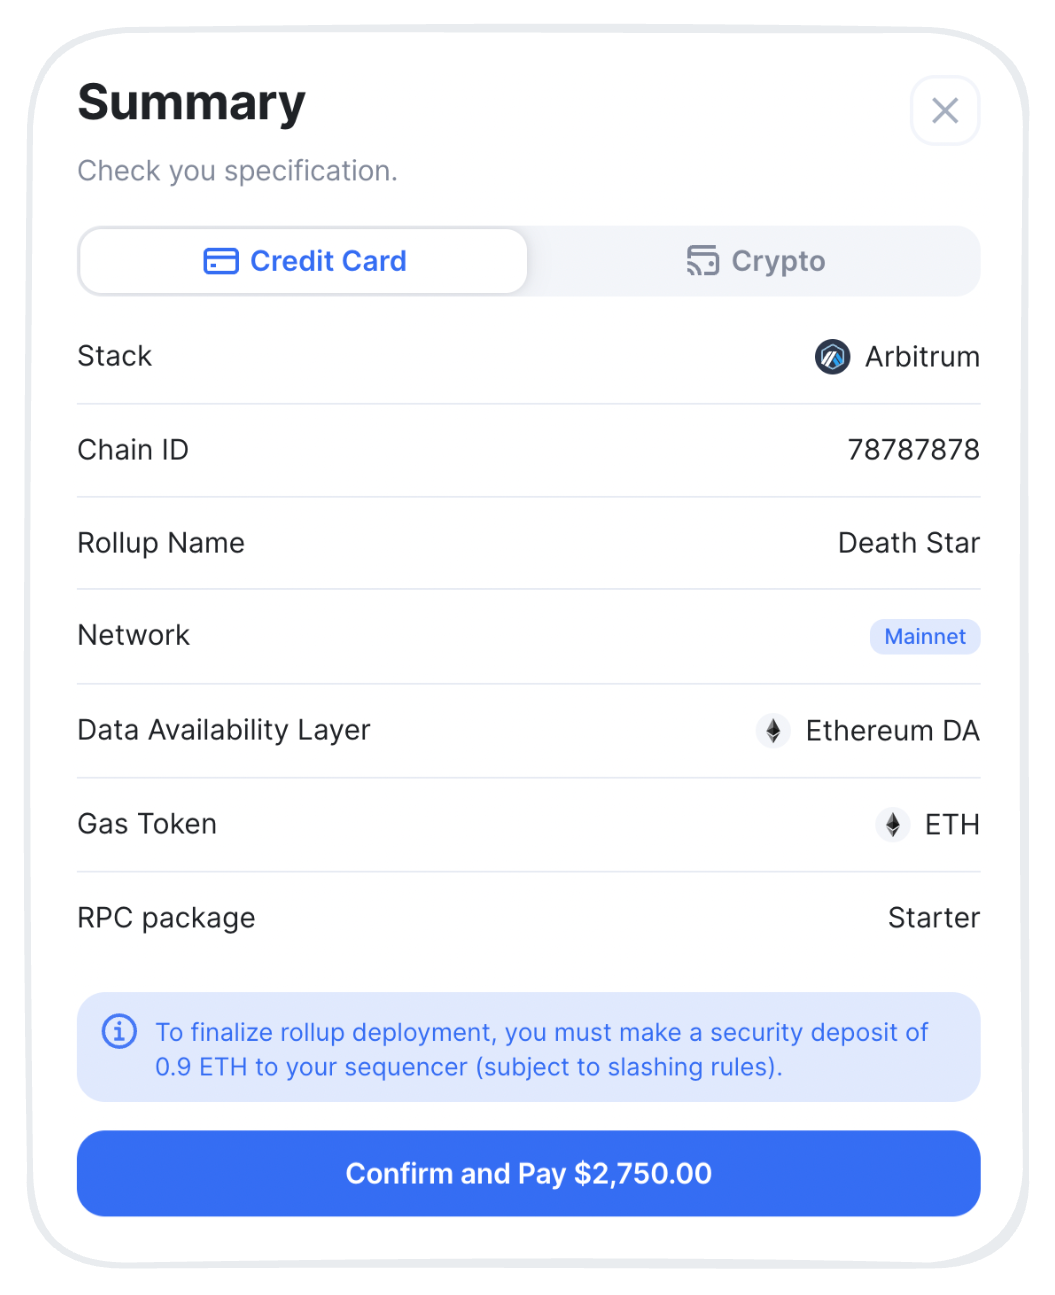 Summary
Check you specification.
Credit Card
Crypto
Stack
Arbitrum
Chain ID
78787878
Rollup Name
Death Star
Network
Mainnet
Data Availability Layer
Ethereum DA
Gas Token
ETH
RPC package
Starter
To finalize rollup deployment, you must make a security deposit of
0.9 ETH to your sequencer (subject to slashing rules).
Confirm and Pay $2,750.00